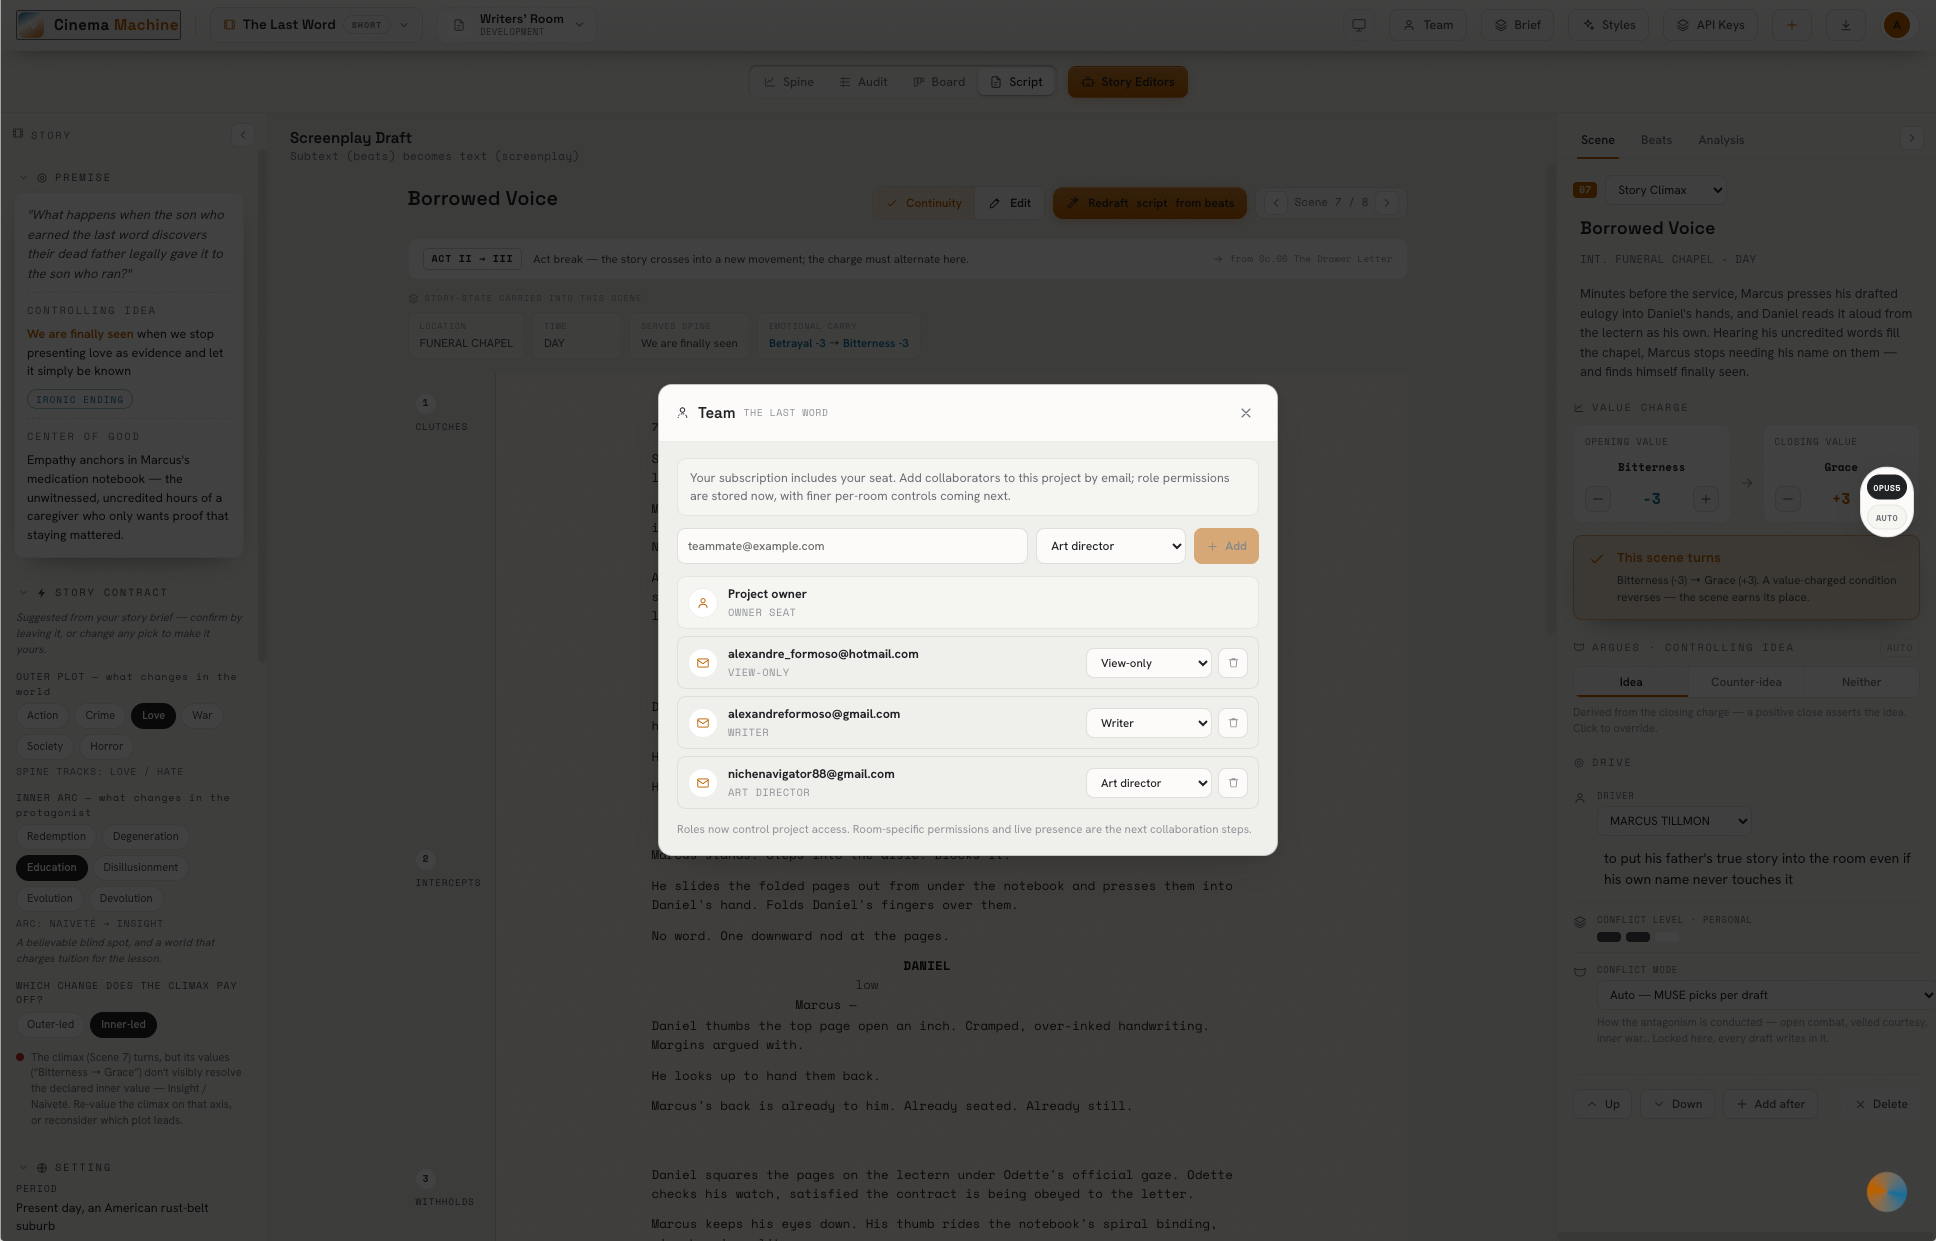 Cinema Machine
The Last Word SHORT
Writers' Room
DEVELOPMENT
Team
Brief
Styles
API Keys
A
Spine
Audit
Board
Script
Story Editors
STORY
PREMISE
"What happens when the son who
earned the last word discovers
their dead father legally gave it to
the son who ran?"
CONTROLLING IDEA
We are finally seen when we stop
presenting love as evidence and let
it simply be known
IRONIC ENDING
CENTER OF GOOD
Empathy anchors in Marcus's
medication notebook — the
unwitnessed, uncredited hours of a
caregiver who only wants proof that
staying mattered.
STORY CONTRACT
Suggested from your story brief — confirm by
leaving it, or change any pick to make it
yours.
OUTER PLOT — what changes in the
world
Action Crime Love War
Society Horror
SPINE TRACKS: LOVE / HATE
INNER ARC — what changes in the
protagonist
Redemption Degeneration
Education Disillusionment
Evolution Devolution
ARC: NAIVETÉ → INSIGHT
A believable blind spot, and a world that
charges tuition for the lesson.
WHICH CHANGE DOES THE CLIMAX PAY
OFF?
Outer-led Inner-led
The climax (Scene 7) turns, but its values
("Bitterness → Grace") don't visibly resolve
the declared inner value — Insight /
Naiveté. Re-value the climax on that axis,
or reconsider which plot leads.
SETTING
PERIOD
Present day, an American rust-belt
suburb
Screenplay Draft
Subtext (beats) becomes text (screenplay)
Borrowed Voice
Continuity
Edit
Redraft script from beats
Scene 7 / 8
ACT II → III Act break — the story crosses into a new movement; the charge must alternate here. → from Sc.06 The Drawer Letter
STORY-STATE CARRIED INTO THIS SCENE
LOCATION
FUNERAL CHAPEL
TIME
DAY
SERVES SPINE
We are finally seen
EMOTIONAL CARRY
Betrayal -3 → Bitterness -3
1
CLUTCHES
Team THE LAST WORD
Your subscription includes your seat. Add collaborators to this project by email; role permissions
are stored now, with finer per-room controls coming next.
teammate@example.com Art director + Add
Project owner
OWNER SEAT
alexandre_formoso@hotmail.com
VIEW-ONLY
View-only
alexandreformoso@gmail.com
WRITER
Writer
nichenavigator88@gmail.com
ART DIRECTOR
Art director
Roles now control project access. Room-specific permissions and live presence are the next collaboration steps.
2
INTERCEPTS
Marcus stands. Steps into the aisle. Blocks it.
He slides the folded pages out from under the notebook and presses them into
Daniel's hand. Folds Daniel's fingers over them.
No word. One downward nod at the pages.
DANIEL
low
Marcus —
Daniel thumbs the top page open an inch. Cramped, over-inked handwriting.
Margins argued with.
He looks up to hand them back.
Marcus's back is already to him. Already seated. Already still.
3
WITHHOLDS
Daniel squares the pages on the lectern under Odette's official gaze. Odette
checks his watch, satisfied the contract is being obeyed to the letter.
Marcus keeps his eyes down. His thumb rides the notebook's spiral binding,
Scene Beats Analysis
07 Story Climax
Borrowed Voice
INT. FUNERAL CHAPEL · DAY
Minutes before the service, Marcus presses his drafted
eulogy into Daniel's hands, and Daniel reads it aloud from
the lectern as his own. Hearing his uncredited words fill
the chapel, Marcus stops needing his name on them —
and finds himself finally seen.
VALUE CHARGE
OPENING VALUE
Bitterness
-3
CLOSING VALUE
Grace
+3
OPUS5
AUTO
This scene turns
Bitterness (-3) → Grace (+3). A value-charged condition
reverses — the scene earns its place.
ARGUES · CONTROLLING IDEA AUTO
Idea Counter-idea Neither
Derived from the closing charge — a positive close asserts the idea.
Click to override.
DRIVE
DRIVER
MARCUS TILLMON
to put his father's true story into the room even if
his own name never touches it
CONFLICT LEVEL · PERSONAL
CONFLICT MODE
Auto — MUSE picks per draft
How the antagonism is conducted — open combat, veiled courtesy,
inner war… Locked here, every draft writes in it.
Up Down + Add after × Delete